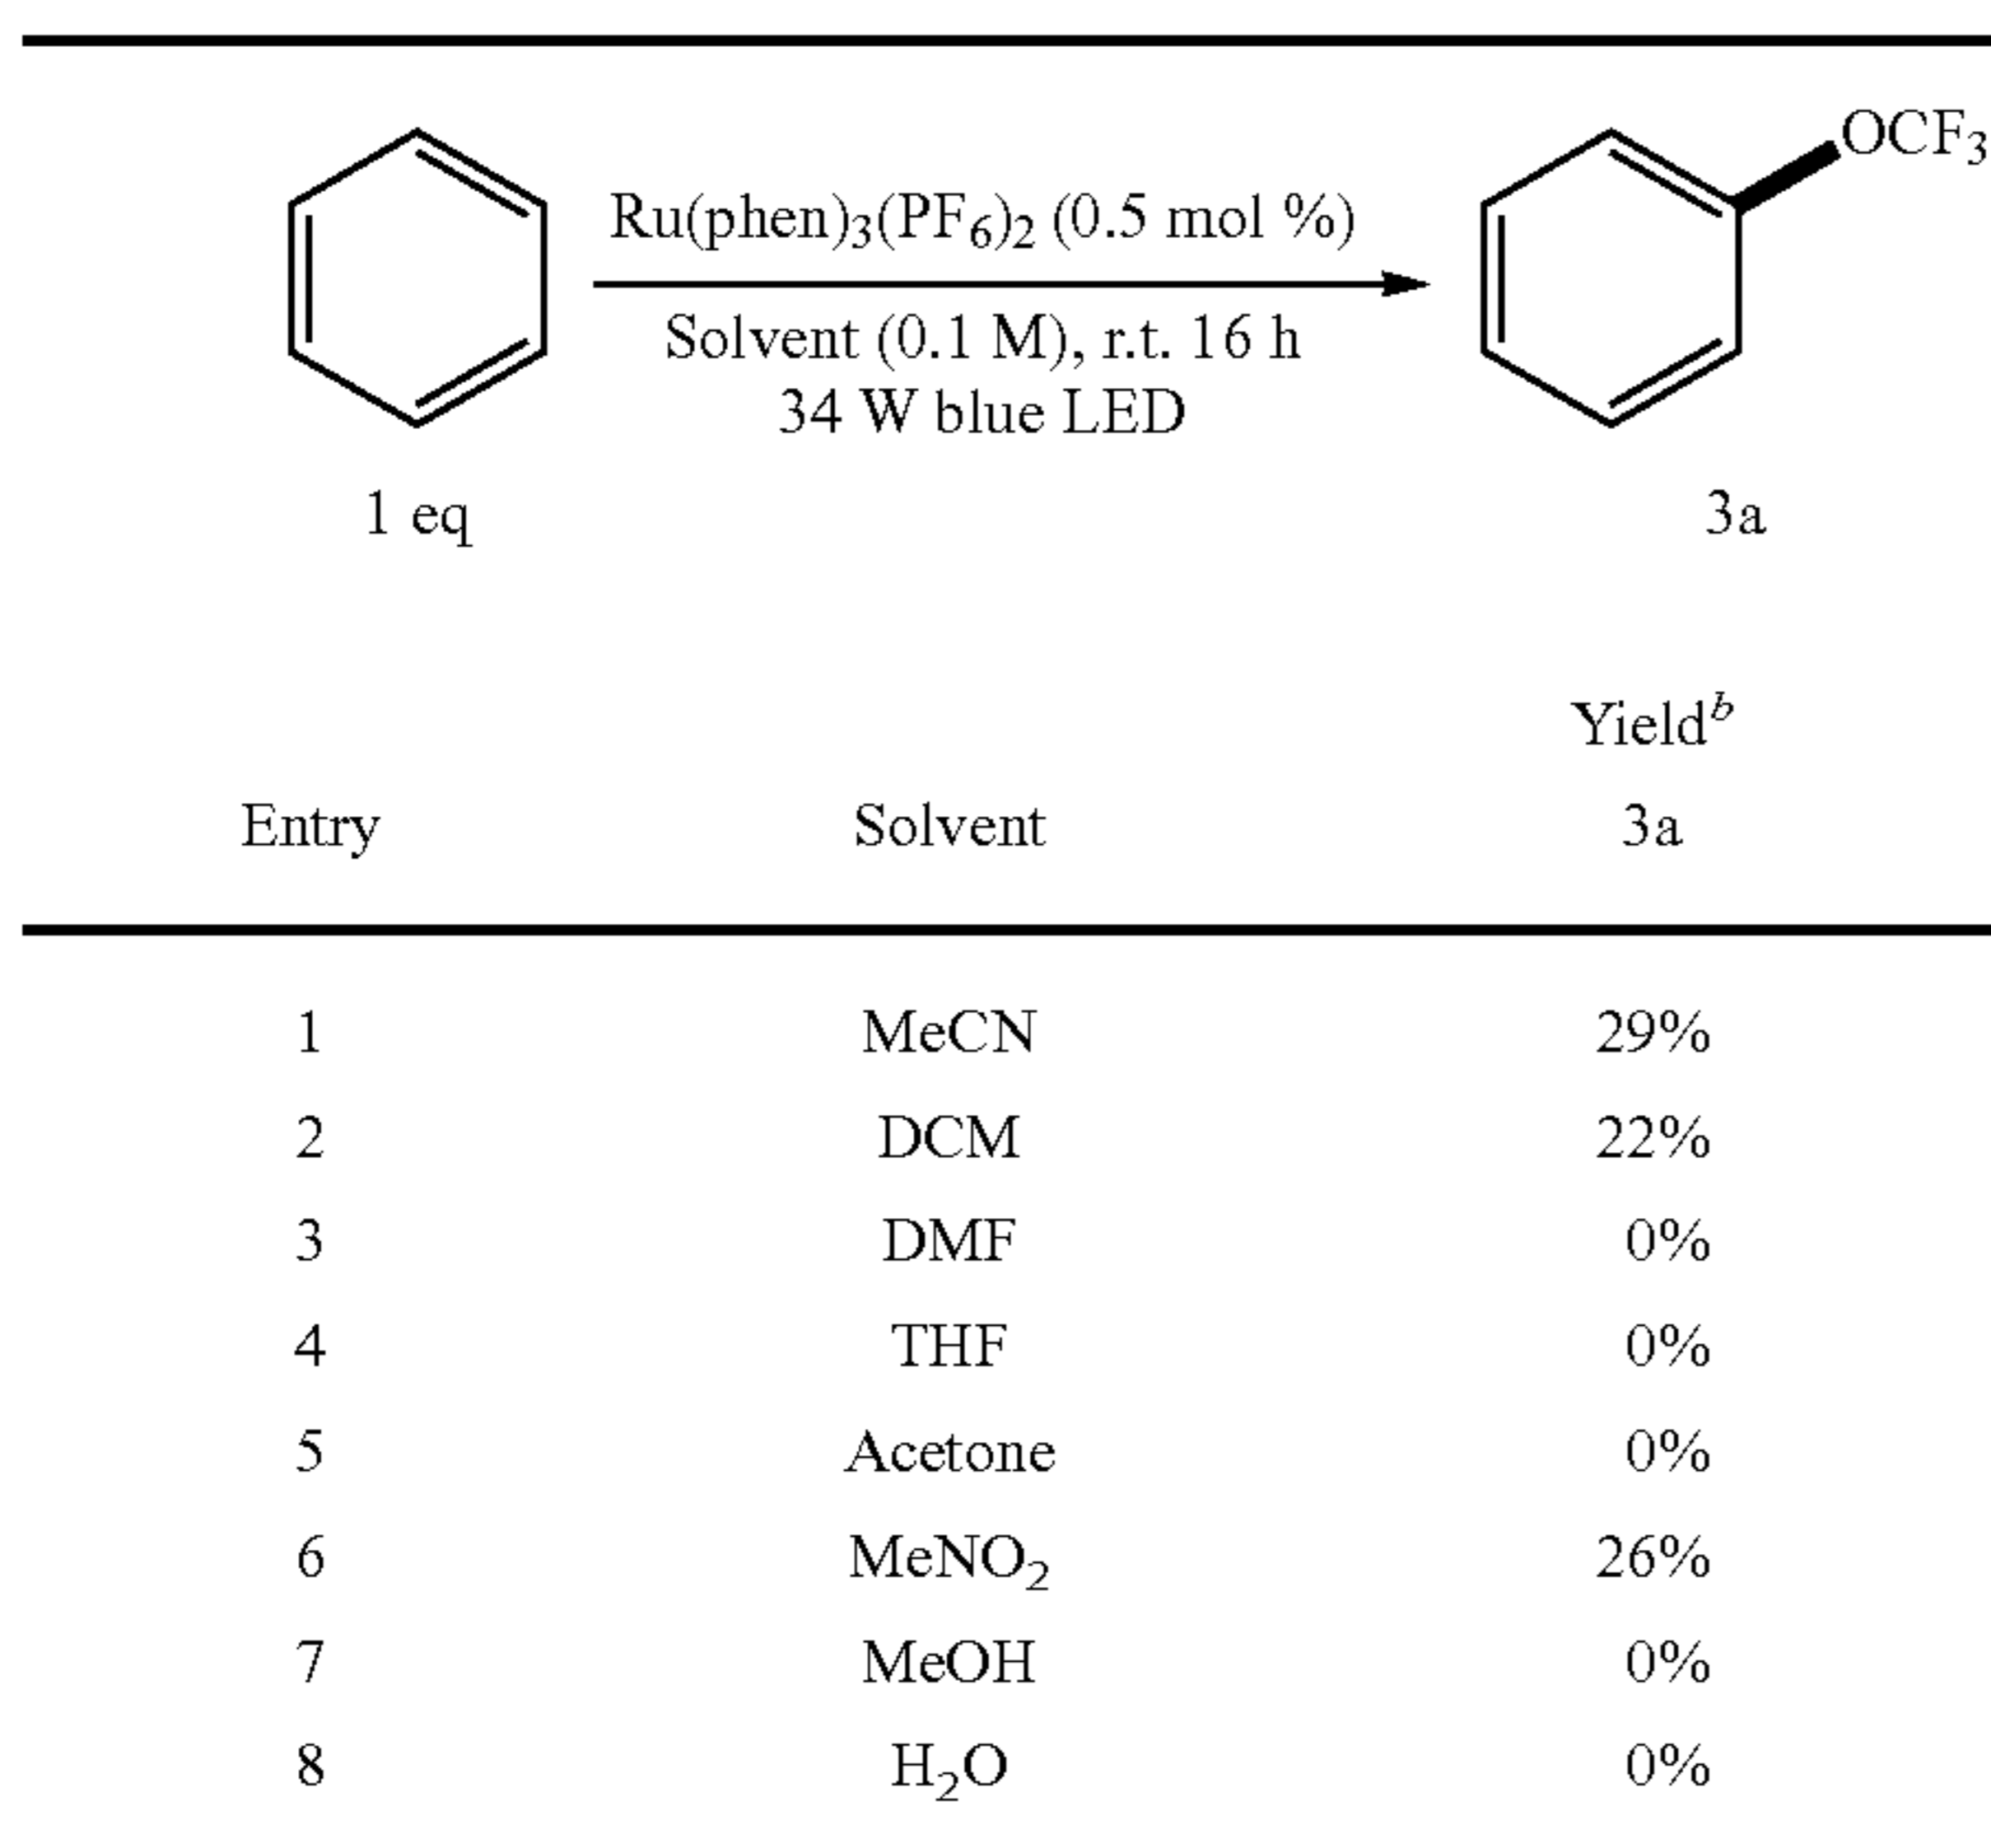 OCF3
Ru(phen)3(PF6)2 (0.5 mol %)
Solvent (0.1 M), r.t. 16 h
34 W blue LED
1 eq
3a
Yield^b
Entry Solvent 3a
1 MeCN 29%
2 DCM 22%
3 DMF 0%
4 THF 0%
5 Acetone 0%
6 MeNO2 26%
7 MeOH 0%
8 H2O 0%